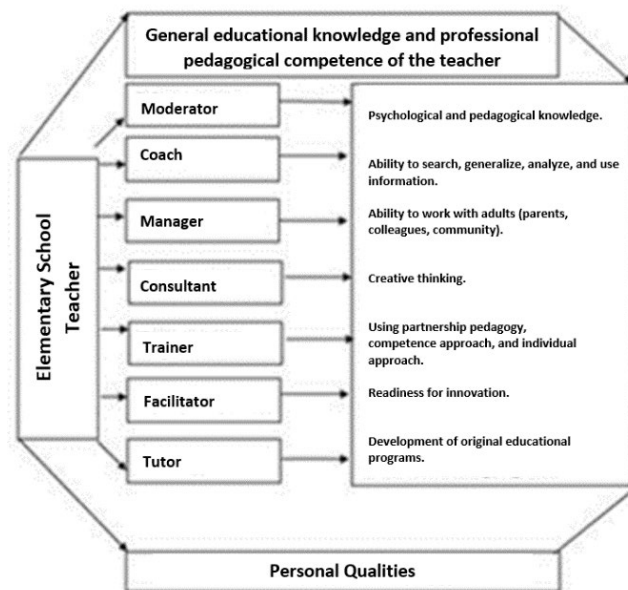 General educational knowledge and professional
pedagogical competence of the teacher
Elementary School
Teacher
Moderator
Coach
Manager
Consultant
Trainer
Facilitator
Tutor
Psychological and pedagogical knowledge.
Ability to search, generalize, analyze, and use
information.
Ability to work with adults (parents,
colleagues, community).
Creative thinking.
Using partnership pedagogy,
competence approach, and individual
approach.
Readiness for innovation.
Development of original educational
programs.
Personal Qualities